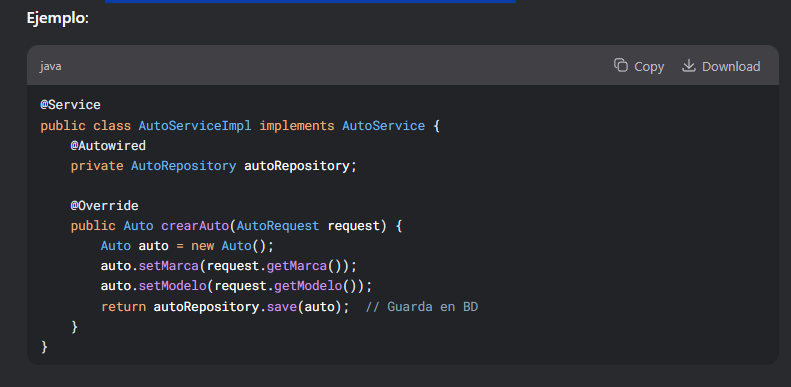 Ejemplo:
java
Copy
Download
@Service
public class AutoServiceImpl implements AutoService {
    @Autowired
    private AutoRepository autoRepository;

    @Override
    public Auto crearAuto(AutoRequest request) {
        Auto auto = new Auto();
        auto.setMarca(request.getMarca());
        auto.setModelo(request.getModelo());
        return autoRepository.save(auto);  // Guarda en BD
    }
}